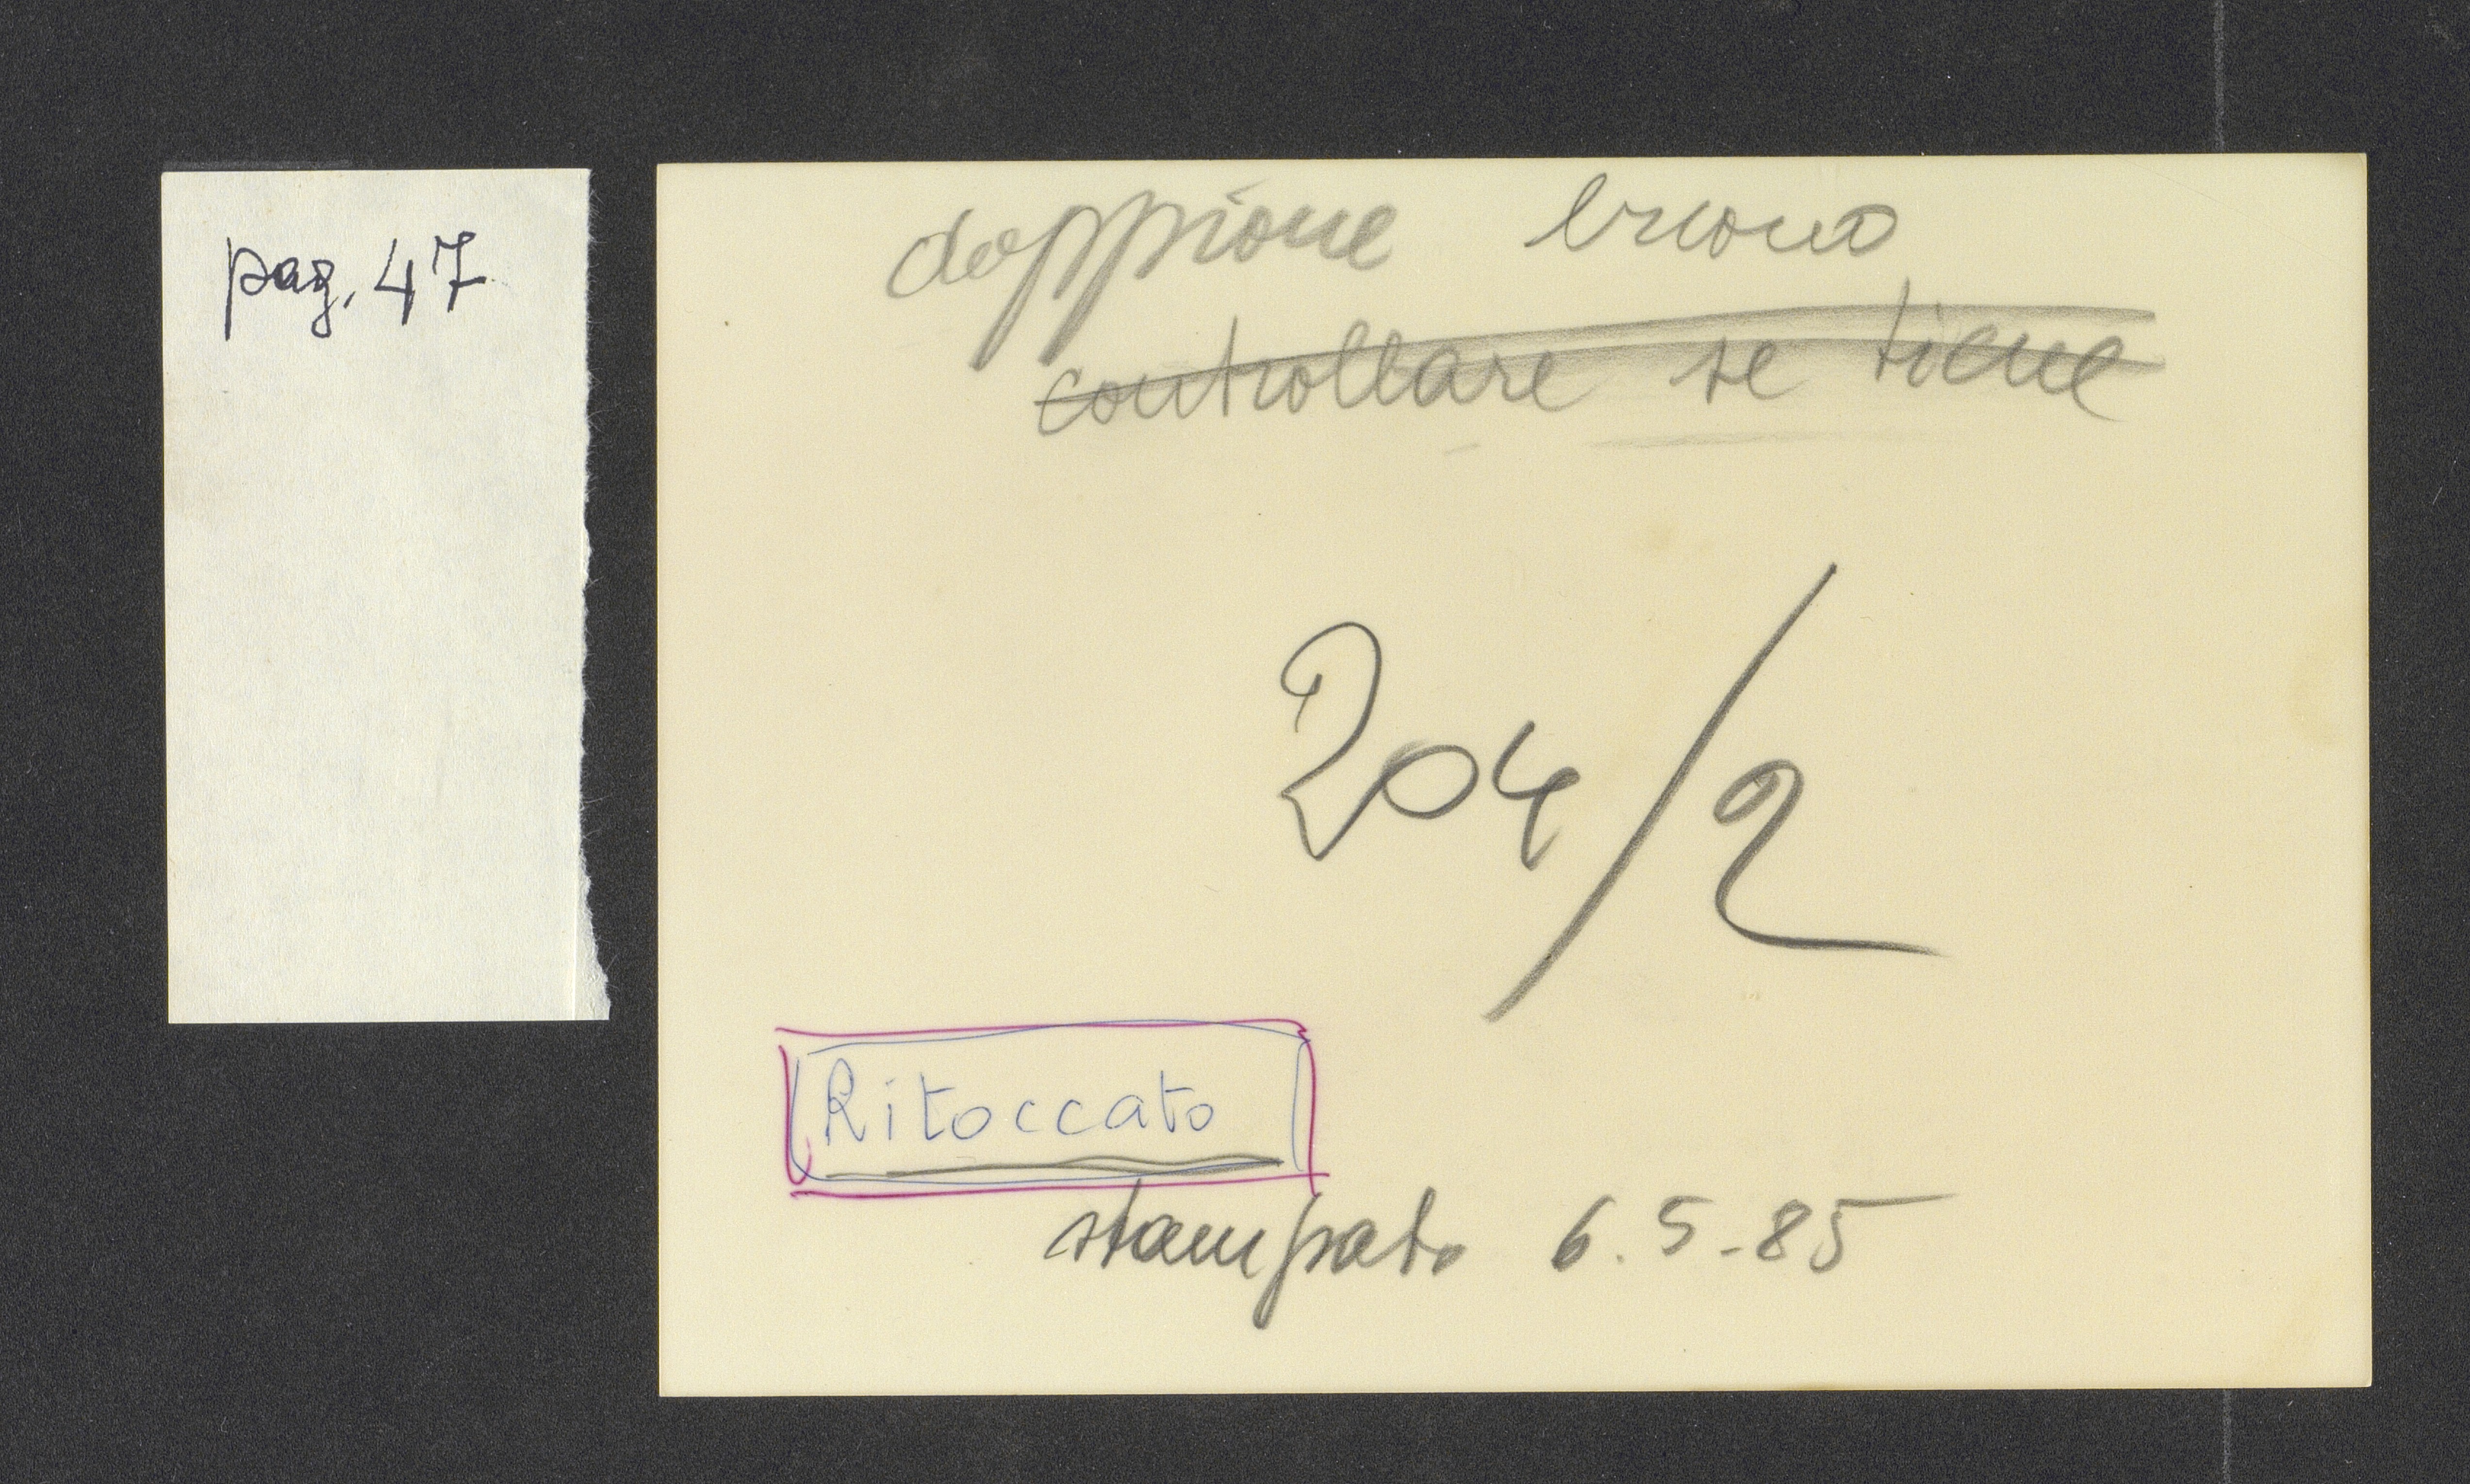 pag. 47
doppione buono
controllare se tiene
204/2
Ritoccato
stampato 6.5-85